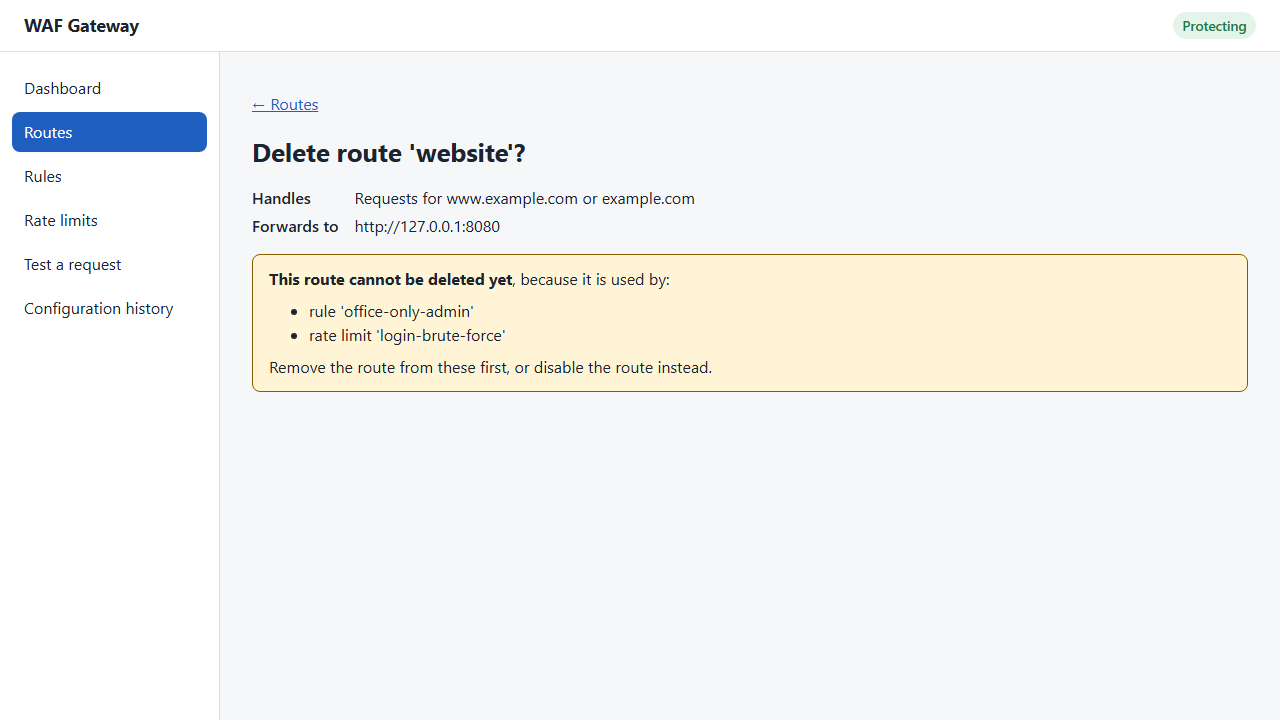 WAF Gateway
Protecting
Dashboard
Routes
Rules
Rate limits
Test a request
Configuration history
← Routes
Delete route 'website'?
Handles Requests for www.example.com or example.com
Forwards to http://127.0.0.1:8080
This route cannot be deleted yet, because it is used by:
• rule 'office-only-admin'
• rate limit 'login-brute-force'
Remove the route from these first, or disable the route instead.